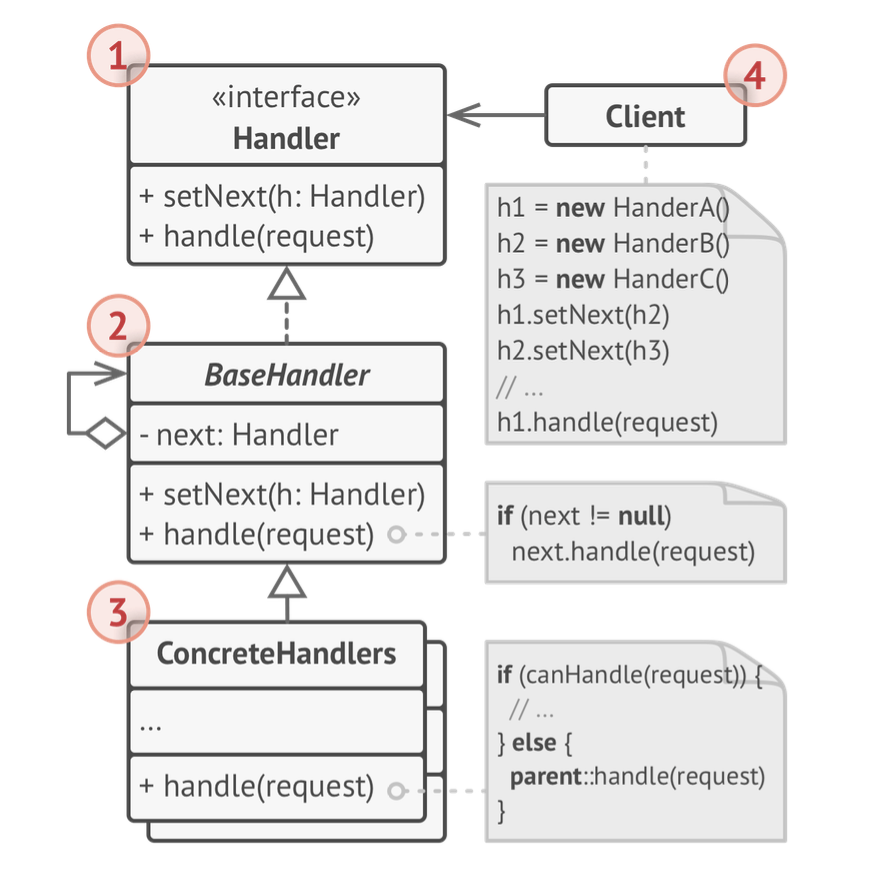 1
«interface»
Handler
+ setNext(h: Handler)
+ handle(request)
4
Client
h1 = new HanderA()
h2 = new HanderB()
h3 = new HanderC()
h1.setNext(h2)
h2.setNext(h3)
// ...
h1.handle(request)
2
BaseHandler
- next: Handler
+ setNext(h: Handler)
+ handle(request)
if (next != null)
next.handle(request)
3
ConcreteHandlers
...
+ handle(request)
if (canHandle(request)) {
// ...
} else {
parent::handle(request)
}